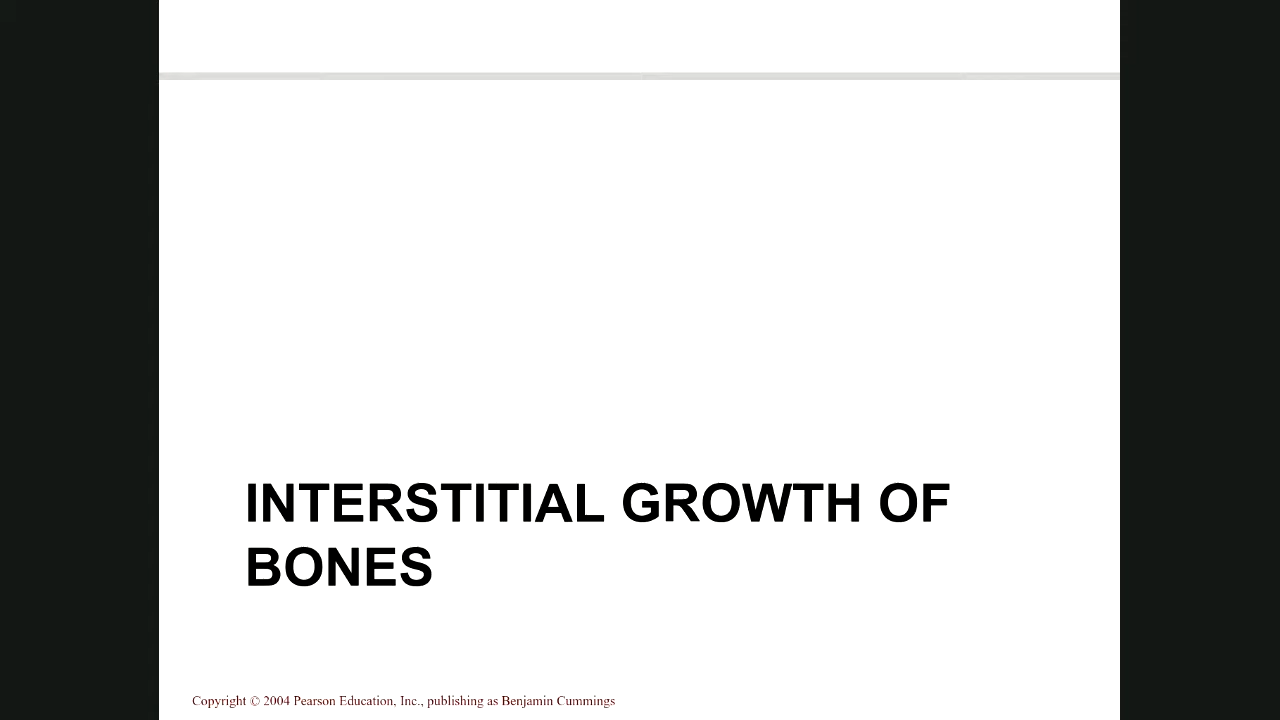 INTERSTITIAL GROWTH OF
BONES
Copyright © 2004 Pearson Education, Inc., publishing as Benjamin Cummings